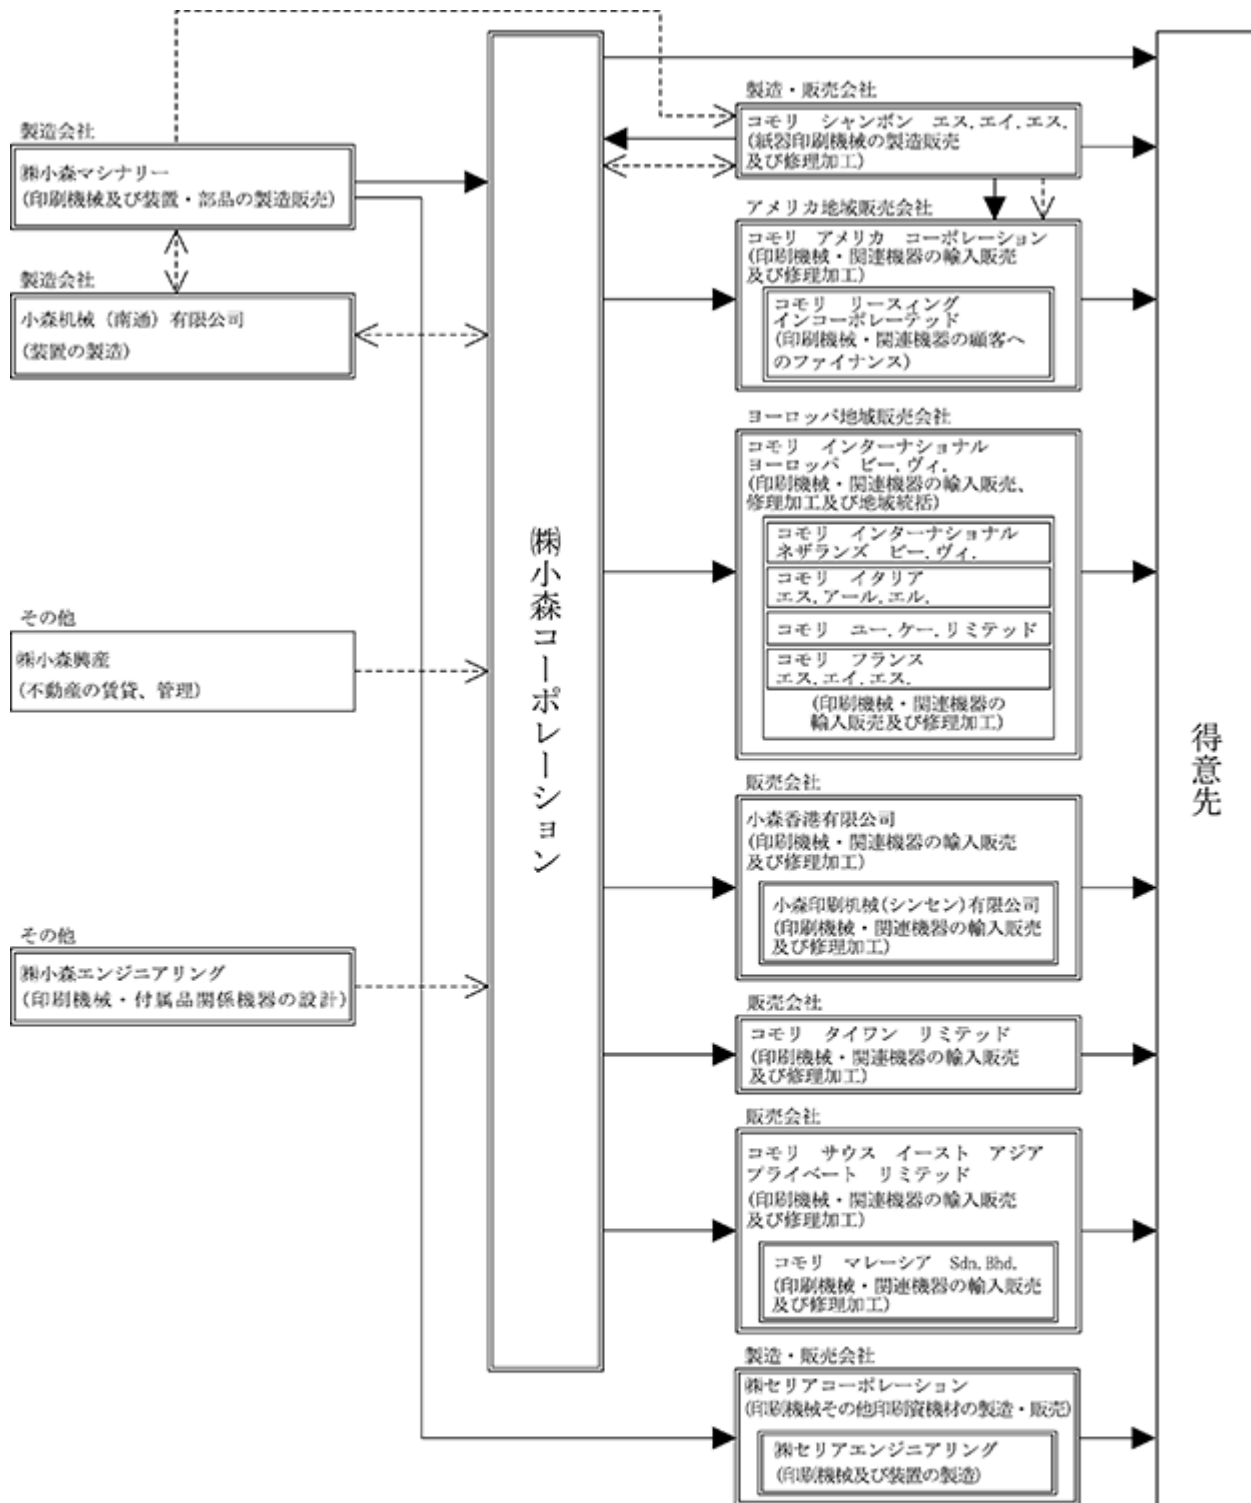 製造会社
㈱小森マシナリー
(印刷機械及び装置・部品の製造販売)
製造会社
小森机械（南通）有限公司
(装置の製造)
その他
㈱小森興産
(不動産の賃貸、管理)
その他
㈱小森エンジニアリング
(印刷機械・付属品関係機器の設計)
㈱小森コーポレーション
製造・販売会社
コモリ　シャンボン　エス.エイ.エス.
(紙器印刷機械の製造販売
及び修理加工)
アメリカ地域販売会社
コモリ　アメリカ　コーポレーション
(印刷機械・関連機器の輸入販売
及び修理加工)
コモリ　リースィング
インコーポレーテッド
(印刷機械・関連機器の顧客へ
のファイナンス)
ヨーロッパ地域販売会社
コモリ　インターナショナル
ヨーロッパ　ビー.ヴィ.
(印刷機械・関連機器の輸入販売、
修理加工及び地域統括)
コモリ　インターナショナル
ネザランズ　ビー.ヴィ.
コモリ　イタリア
エス.アール.エル.
コモリ　ユー.ケー.リミテッド
コモリ　フランス
エス.エイ.エス.
(印刷機械・関連機器の
輸入販売及び修理加工)
販売会社
小森香港有限公司
(印刷機械・関連機器の輸入販売
及び修理加工)
小森印刷机械(シンセン)有限公司
(印刷機械・関連機器の輸入販売
及び修理加工)
販売会社
コモリ　タイワン　リミテッド
(印刷機械・関連機器の輸入販売
及び修理加工)
販売会社
コモリ　サウス　イースト　アジア
プライベート　リミテッド
(印刷機械・関連機器の輸入販売
及び修理加工)
コモリ　マレーシア　Sdn.Bhd.
(印刷機械・関連機器の輸入販売
及び修理加工)
製造・販売会社
㈱セリアコーポレーション
(印刷機械その他印刷資機材の製造・販売)
㈱セリアエンジニアリング
(印刷機械及び装置の製造)
得意先